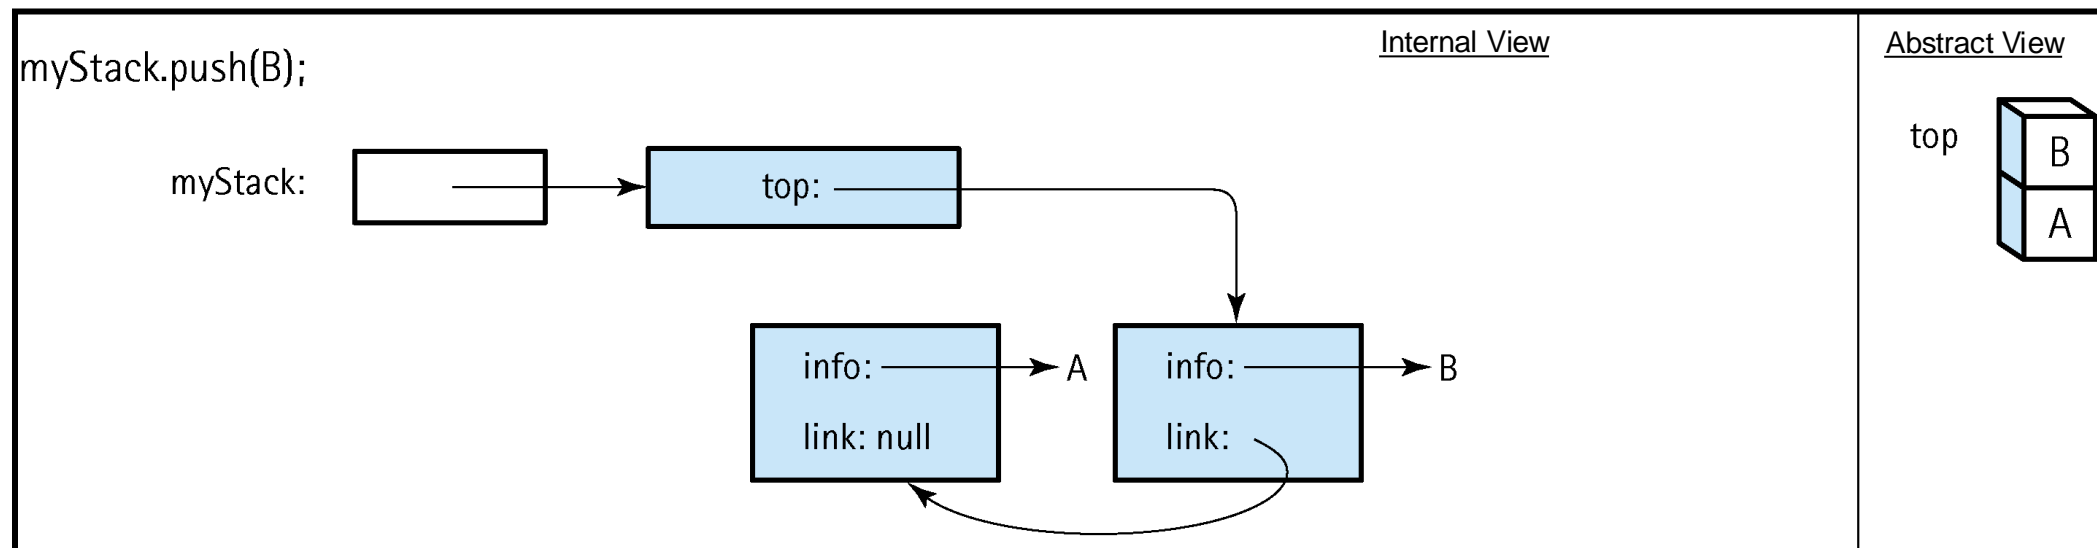 Internal View
Abstract View
myStack.push(B);
top
B
A
myStack:
top:
info:
A
link: null
info:
B
link: